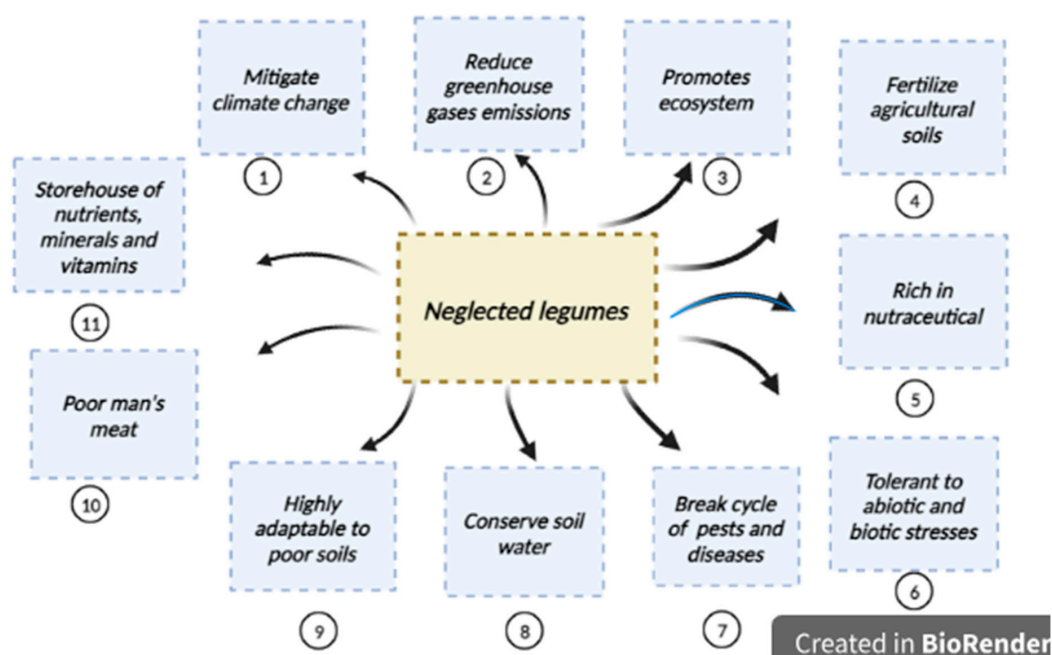 Mitigate
climate change
1
Reduce
greenhouse
gases emissions
2
Promotes
ecosystem
3
Fertilize
agricultural
soils
4
Rich in
nutraceutical
5
Tolerant to
abiotic and
biotic stresses
6
Break cycle
of pests and
diseases
7
Conserve soil
water
8
Highly
adaptable to
poor soils
9
Poor man's
meat
10
Storehouse of
nutrients,
minerals and
vitamins
11
Neglected legumes
Created in BioRender